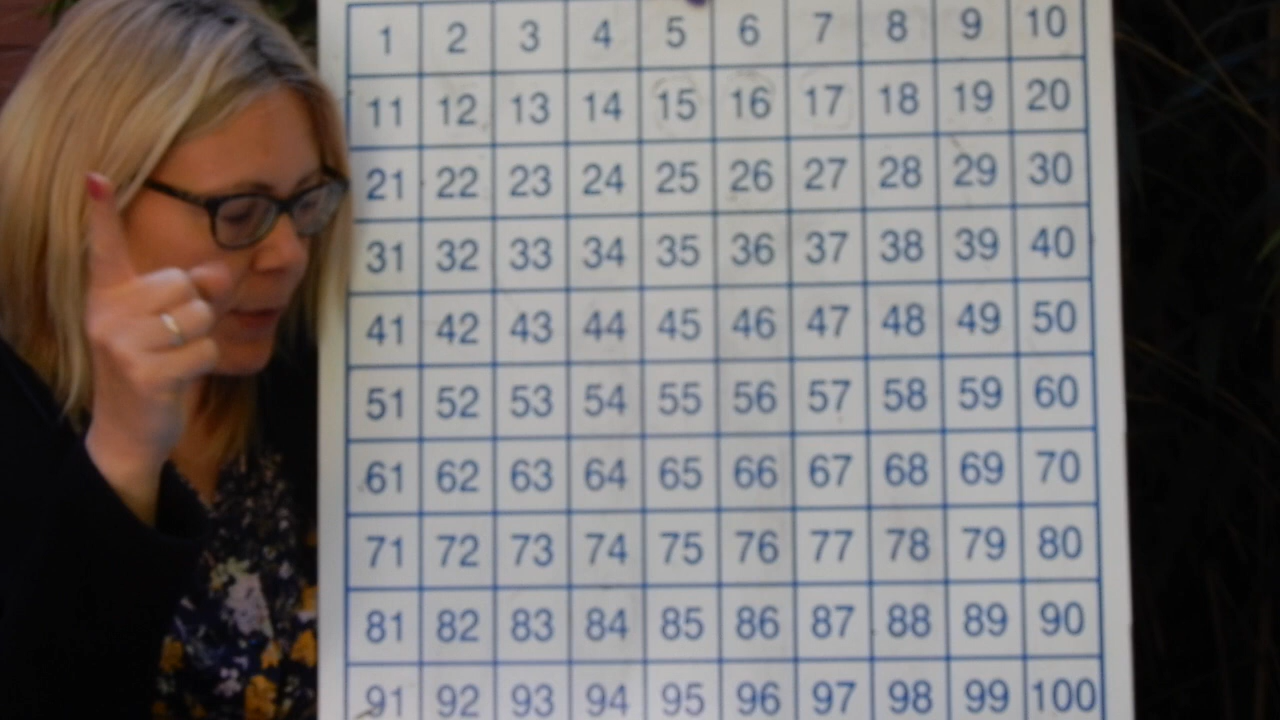 1 2 3 4 5 6 7 8 9 10
11 12 13 14 15 16 17 18 19 20
21 22 23 24 25 26 27 28 29 30
31 32 33 34 35 36 37 38 39 40
41 42 43 44 45 46 47 48 49 50
51 52 53 54 55 56 57 58 59 60
61 62 63 64 65 66 67 68 69 70
71 72 73 74 75 76 77 78 79 80
81 82 83 84 85 86 87 88 89 90
91 92 93 94 95 96 97 98 99 100